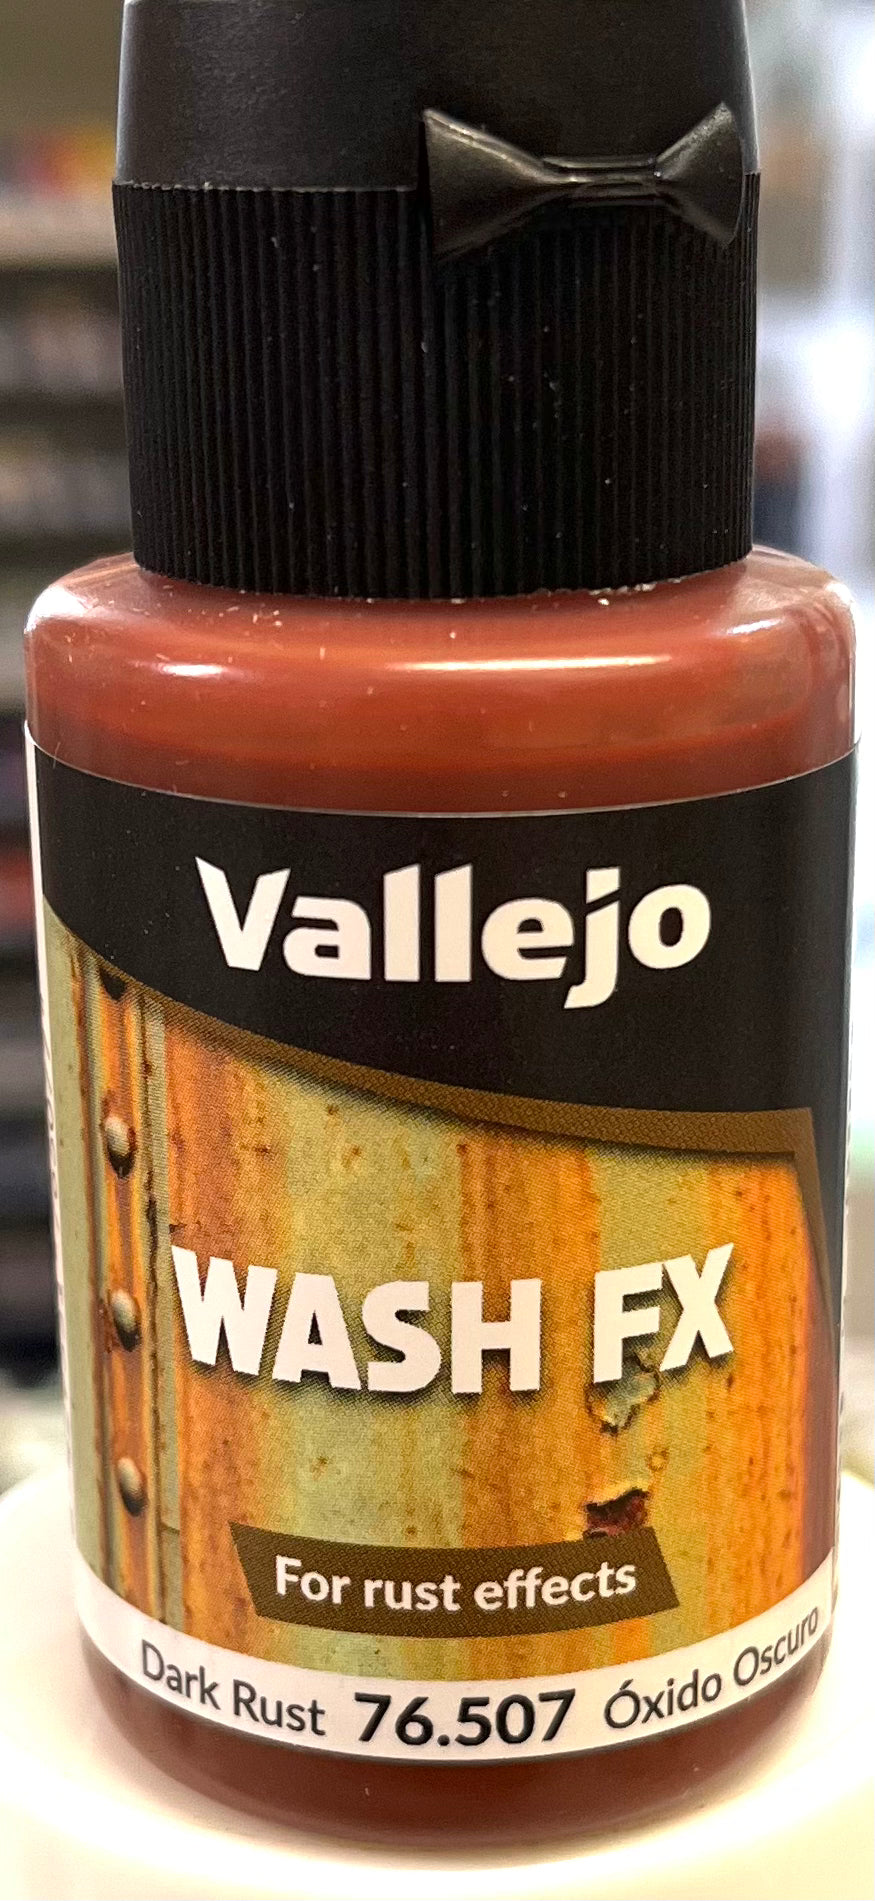 Vallejo
WASH FX
For rust effects
Dark Rust 76.507 Óxido Oscuro